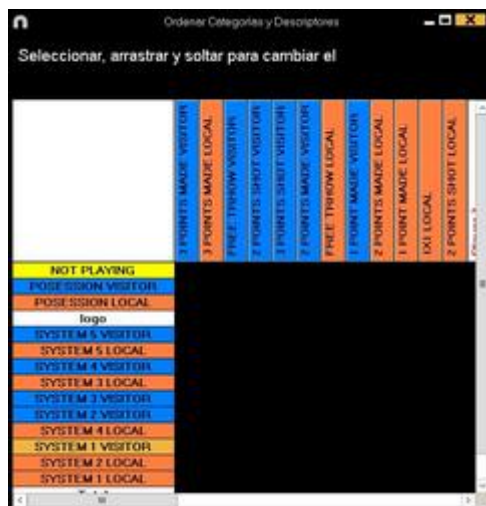 Ordenar Categorias y Descriptores
Seleccionar, arrastrar y soltar para cambiar el
3 POINTS MADE VISITOR
3 POINTS MADE LOCAL
FREE TRHOW VISITOR
2 POINTS SHOT VISITOR
3 POINTS SHOT VISITOR
2 POINTS MADE VISITOR
FREE TRHOW LOCAL
1 POINT MADE VISITOR
2 POINTS MADE LOCAL
1 POINT MADE LOCAL
1X1 LOCAL
2 POINTS SHOT LOCAL
NOT PLAYING
POSESSION VISITOR
POSESSION LOCAL
logo
SYSTEM 5 VISITOR
SYSTEM 5 LOCAL
SYSTEM 4 VISITOR
SYSTEM 3 LOCAL
SYSTEM 3 VISITOR
SYSTEM 2 VISITOR
SYSTEM 4 LOCAL
SYSTEM 1 VISITOR
SYSTEM 2 LOCAL
SYSTEM 1 LOCAL